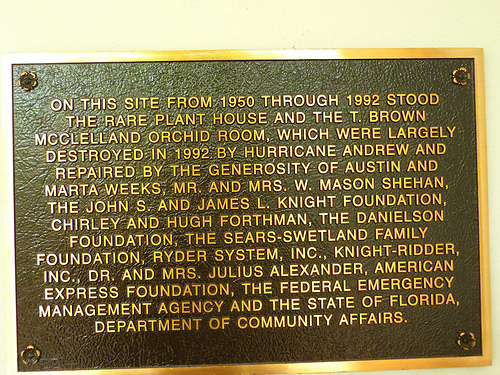 ON THIS SITE FROM 1950 THROUGH 1992 STOOD
THE RARE PLANT HOUSE AND THE T. BROWN
MCCLELLAND ORCHID ROOM, WHICH WERE LARGELY
DESTROYED IN 1992 BY HURRICANE ANDREW AND
REPAIRED BY THE GENEROSITY OF AUSTIN AND
MARTA WEEKS, MR. AND MRS. W. MASON SHEHAN,
THE JOHN S. AND JAMES L. KNIGHT FOUNDATION,
CHIRLEY AND HUGH FORTHMAN, THE DANIELSON
FOUNDATION, THE SEARS-SWETLAND FAMILY
FOUNDATION, RYDER SYSTEM, INC., KNIGHT-RIDDER,
INC., DR. AND MRS. JULIUS ALEXANDER, AMERICAN
EXPRESS FOUNDATION, THE FEDERAL EMERGENCY
MANAGEMENT AGENCY AND THE STATE OF FLORIDA,
DEPARTMENT OF COMMUNITY AFFAIRS.